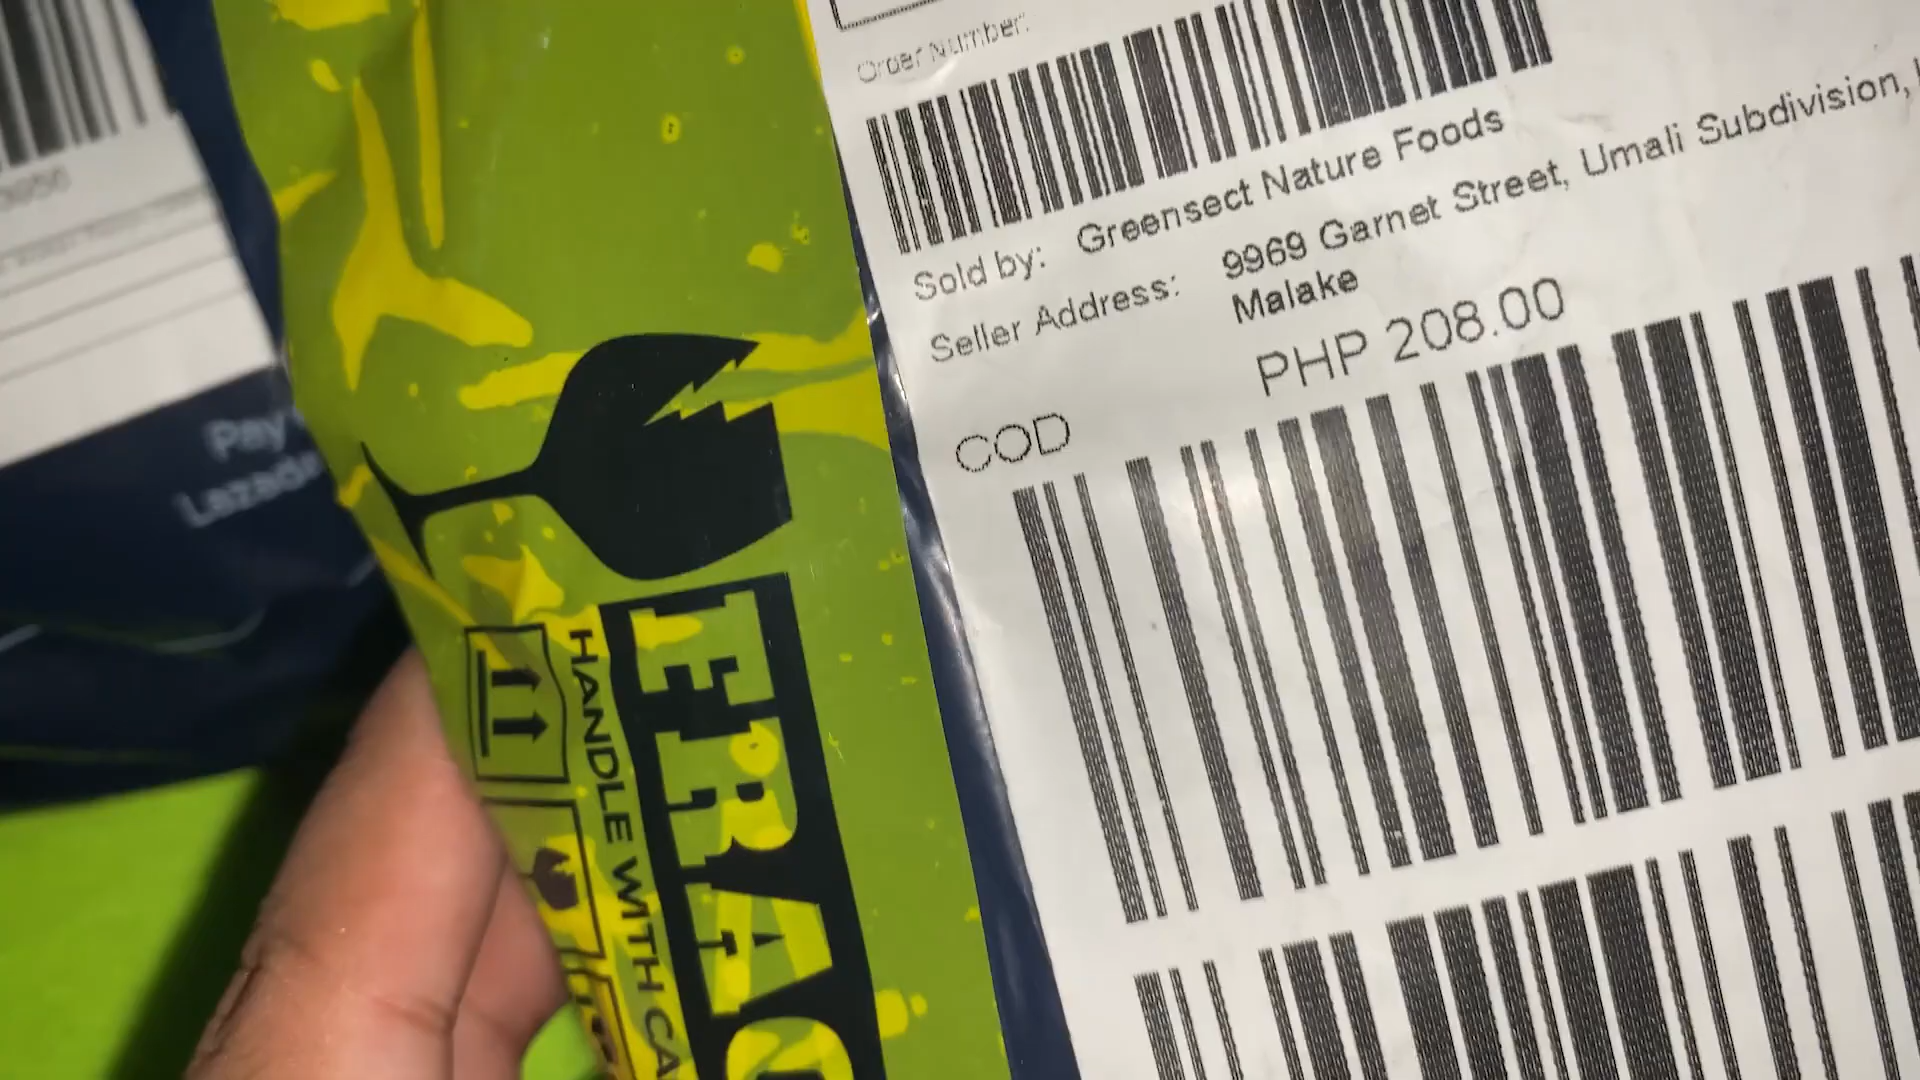 Order Number:
Sold by: Greensect Nature Foods
Seller Address: 9969 Garnet Street, Umali Subdivision,
Malake
PHP 208.00
COD
Pay
Lazada
FRAG
HANDLE WITH CA